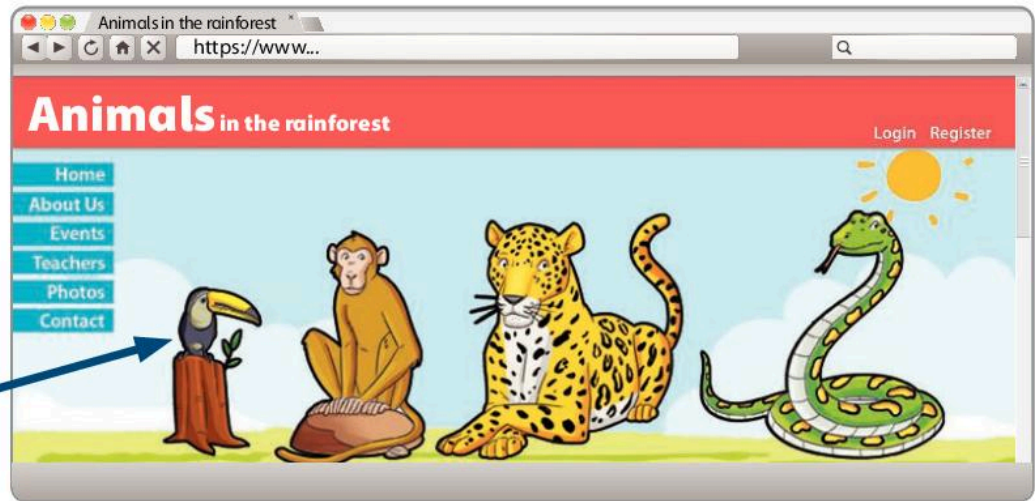 Animals in the rainforest
https://www...
Animals in the rainforest
Login Register
Home
About Us
Events
Teachers
Photos
Contact